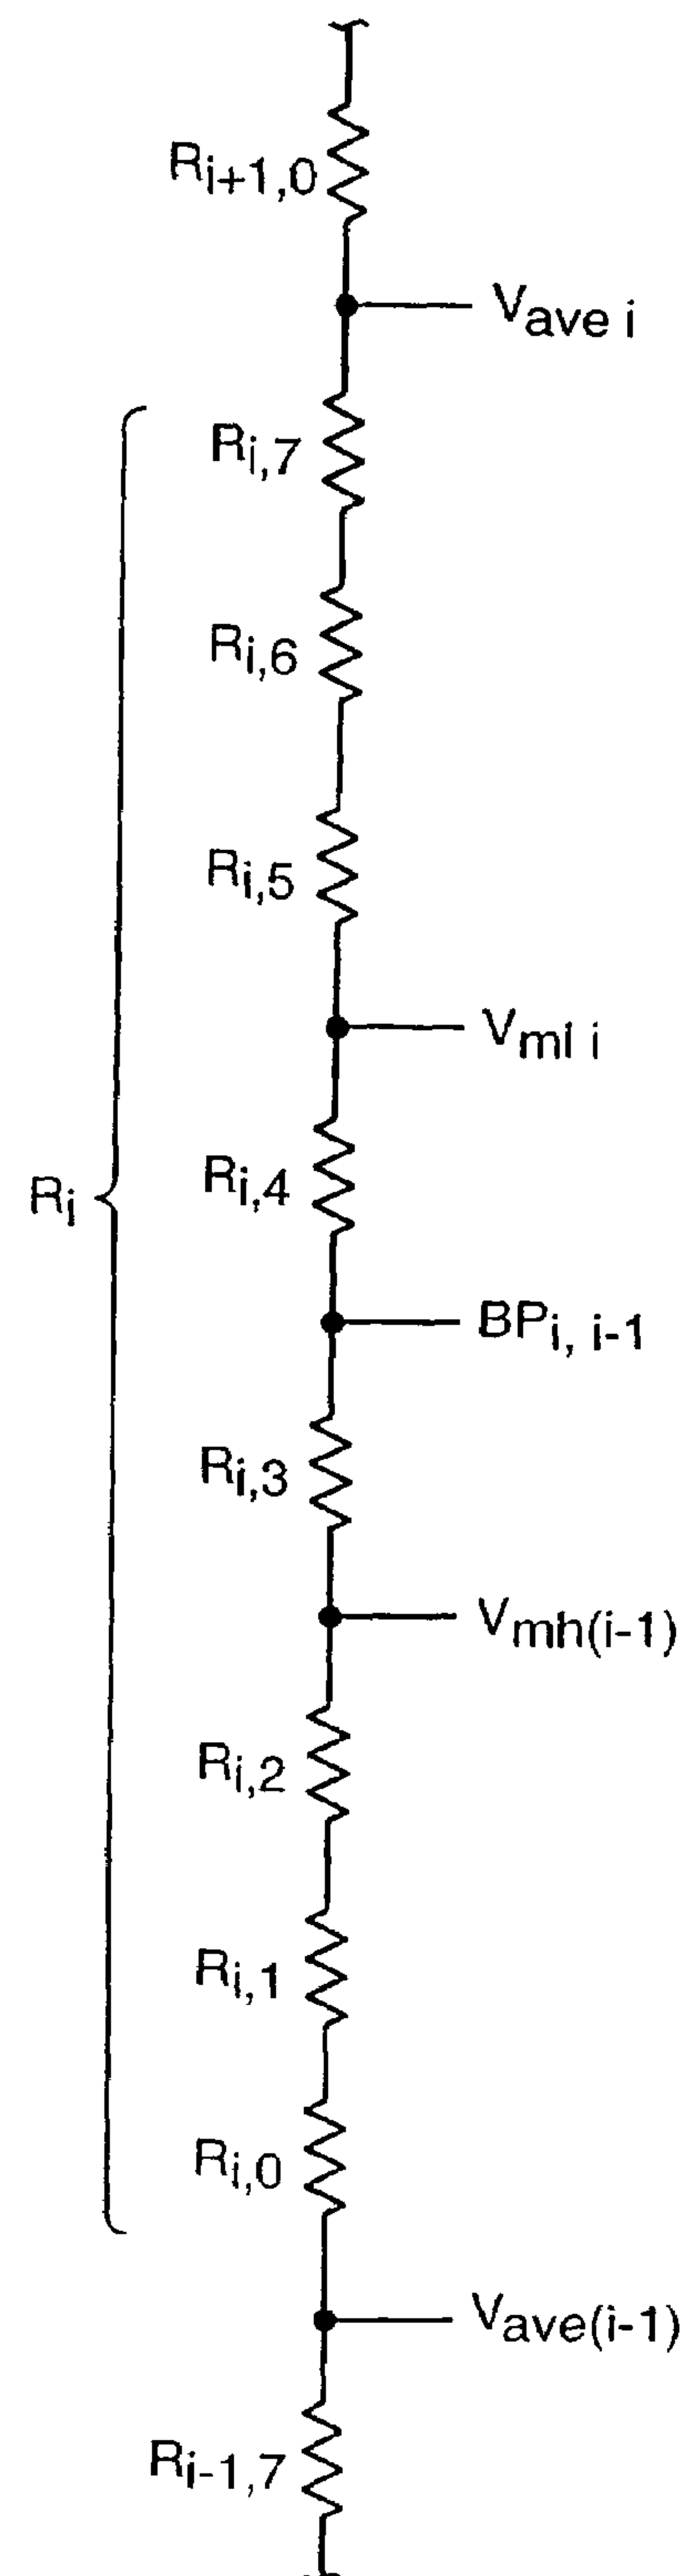 Ri+1,0
Vave i
Ri,7
Ri,6
Ri,5
Vml i
Ri,4
Ri
BPi, i-1
Ri,3
Vmh(i-1)
Ri,2
Ri,1
Ri,0
Vave(i-1)
Ri-1,7